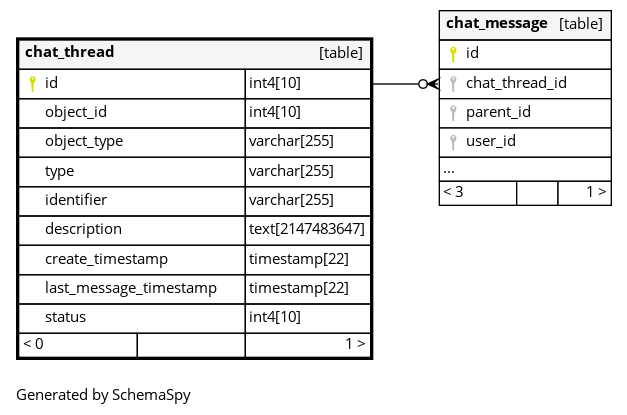 chat_thread [table]
id int4[10]
object_id int4[10]
object_type varchar[255]
type varchar[255]
identifier varchar[255]
description text[2147483647]
create_timestamp timestamp[22]
last_message_timestamp timestamp[22]
status int4[10]
< 0 1 >
chat_message [table]
id
chat_thread_id
parent_id
user_id
...
< 3 1 >
Generated by SchemaSpy